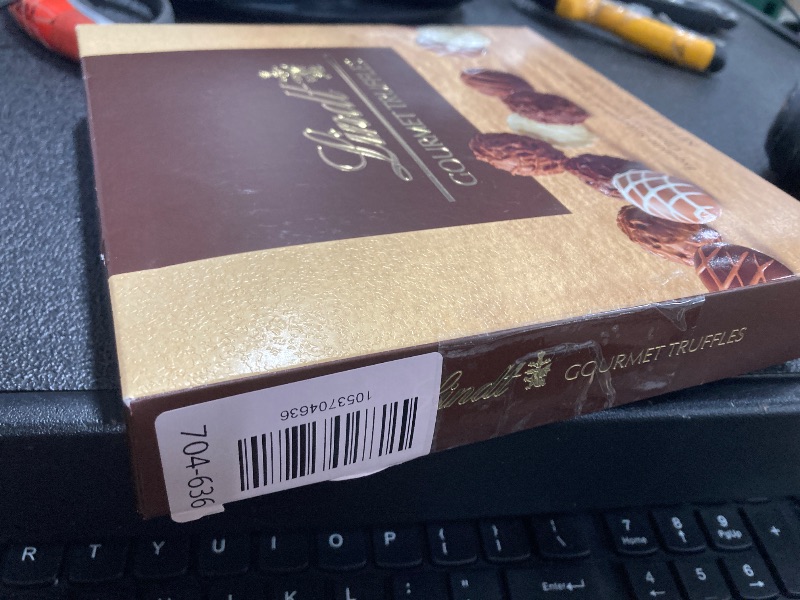 Lindt
GOURMET TRUFFLES
Lindt
GOURMET TRUFFLES
1053704636
704-636
R T Y U I O P { } |
[ ] \
7 8 9 +
Home PgUp
K L : " Enter
4 5 6